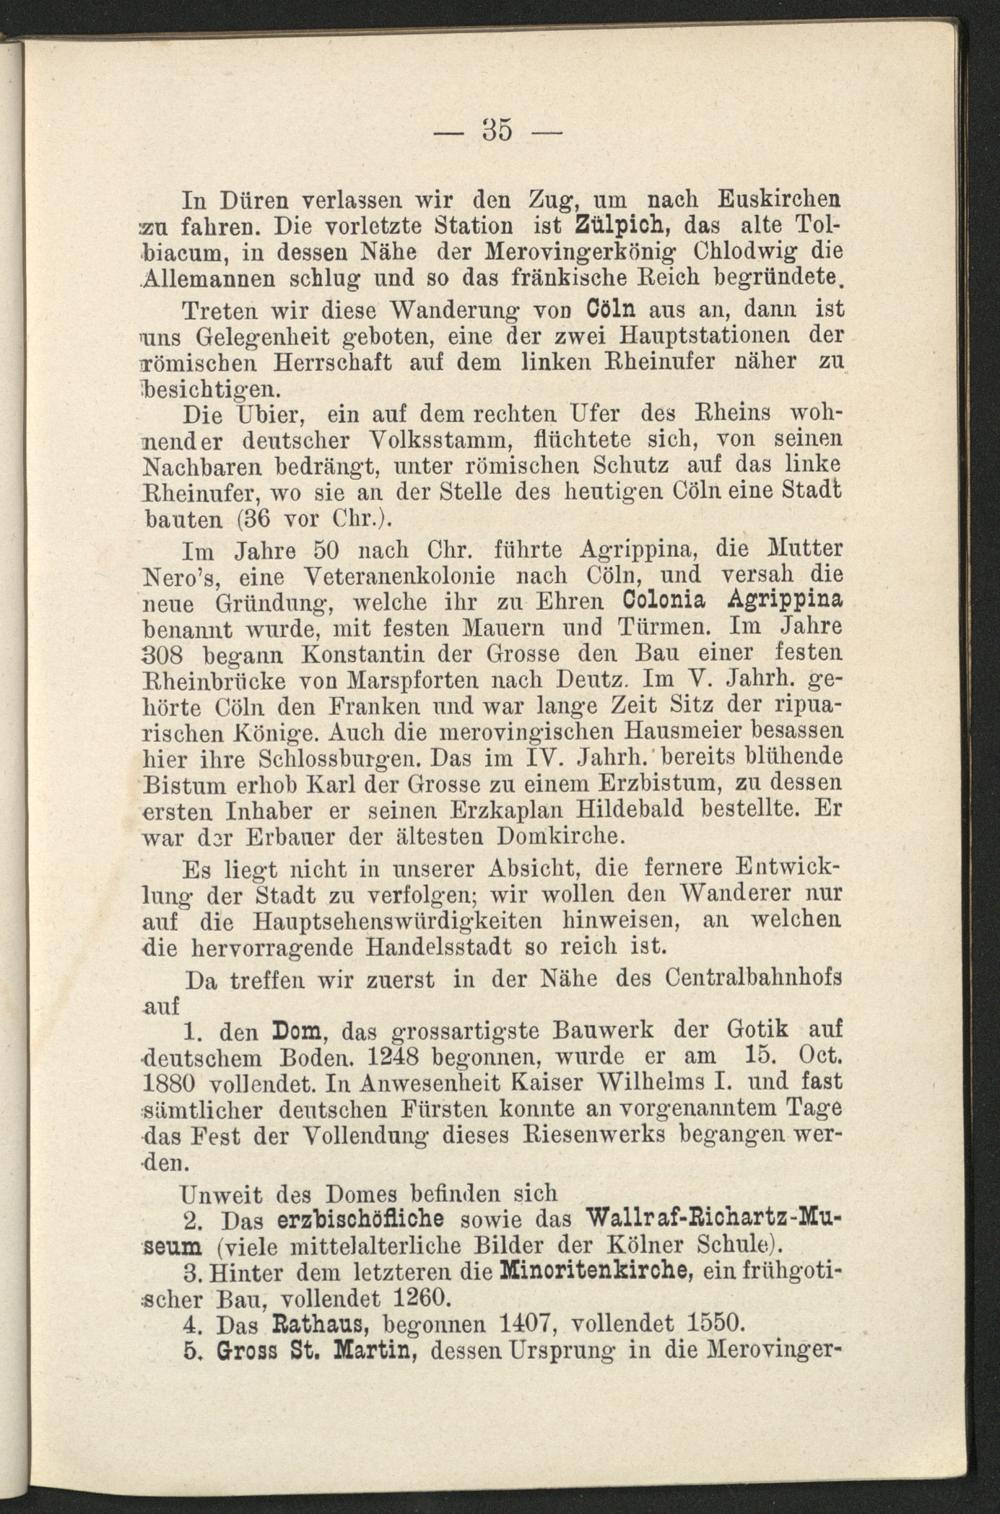 — 35 —
In Düren verlassen wir den Zug, um nach Euskirchen
zu fahren. Die vorletzte Station ist Zülpich, das alte Tol-
biacum, in dessen Nähe der Merovingerkönig Chlodwig die
Allemannen schlug und so das fränkische Reich begründete.
Treten wir diese Wanderung von Cöln aus an, dann ist
uns Gelegenheit geboten, eine der zwei Hauptstationen der
römischen Herrschaft auf dem linken Rheinufer näher zu
besichtigen.
Die Ubier, ein auf dem rechten Ufer des Rheins woh-
nender deutscher Volksstamm, flüchtete sich, von seinen
Nachbaren bedrängt, unter römischen Schutz auf das linke
Rheinufer, wo sie an der Stelle des heutigen Cöln eine Stadt
bauten (36 vor Chr.).
Im Jahre 50 nach Chr. führte Agrippina, die Mutter
Nero's, eine Veteranenkolonie nach Cöln, und versah die
neue Gründung, welche ihr zu Ehren Colonia Agrippina
benannt wurde, mit festen Mauern und Türmen. Im Jahre
308 begann Konstantin der Grosse den Bau einer festen
Rheinbrücke von Marspforten nach Deutz. Im V. Jahrh. ge-
hörte Cöln den Franken und war lange Zeit Sitz der ripua-
rischen Könige. Auch die merovingischen Hausmeier besassen
hier ihre Schlossburgen. Das im IV. Jahrh. bereits blühende
Bistum erhob Karl der Grosse zu einem Erzbistum, zu dessen
ersten Inhaber er seinen Erzkaplan Hildebald bestellte. Er
war der Erbauer der ältesten Domkirche.
Es liegt nicht in unserer Absicht, die fernere Entwick-
lung der Stadt zu verfolgen; wir wollen den Wanderer nur
auf die Hauptsehenswürdigkeiten hinweisen, an welchen
die hervorragende Handelsstadt so reich ist.
Da treffen wir zuerst in der Nähe des Centralbahnhofs
auf
1. den Dom, das grossartigste Bauwerk der Gotik auf
deutschem Boden. 1248 begonnen, wurde er am 15. Oct.
1880 vollendet. In Anwesenheit Kaiser Wilhelms I. und fast
sämtlicher deutschen Fürsten konnte an vorgenanntem Tage
das Fest der Vollendung dieses Riesenwerks begangen wer-
den.
Unweit des Domes befinden sich
2. Das erzbischöfliche sowie das Wallraf-Richartz-Mu-
seum (viele mittelalterliche Bilder der Kölner Schule).
3. Hinter dem letzteren die Minoritenkirche, ein frühgoti-
scher Bau, vollendet 1260.
4. Das Rathaus, begonnen 1407, vollendet 1550.
5. Gross St. Martin, dessen Ursprung in die Merovinger-